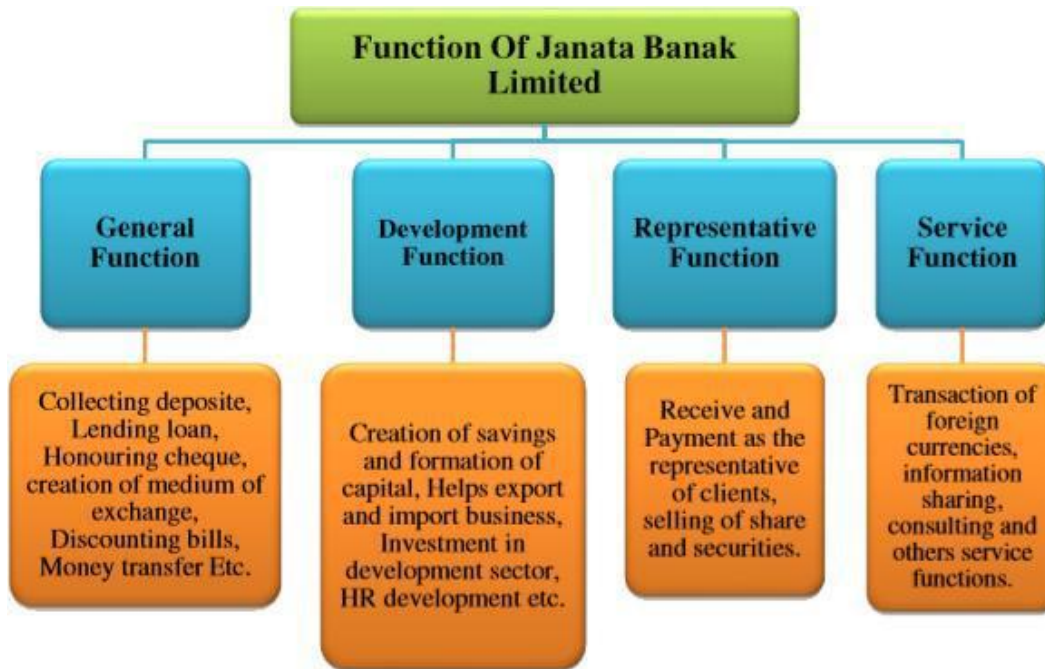 Function Of Janata Banak
Limited
General
Function
Development
Function
Representative
Function
Service
Function
Collecting deposite,
Lending loan,
Honouring cheque,
creation of medium of
exchange,
Discounting bills,
Money transfer Etc.
Creation of savings
and formation of
capital, Helps export
and import business,
Investment in
development sector,
HR development etc.
Receive and
Payment as the
representative
of clients,
selling of share
and securities.
Transaction of
foreign
currencies,
information
sharing,
consulting and
others service
functions.